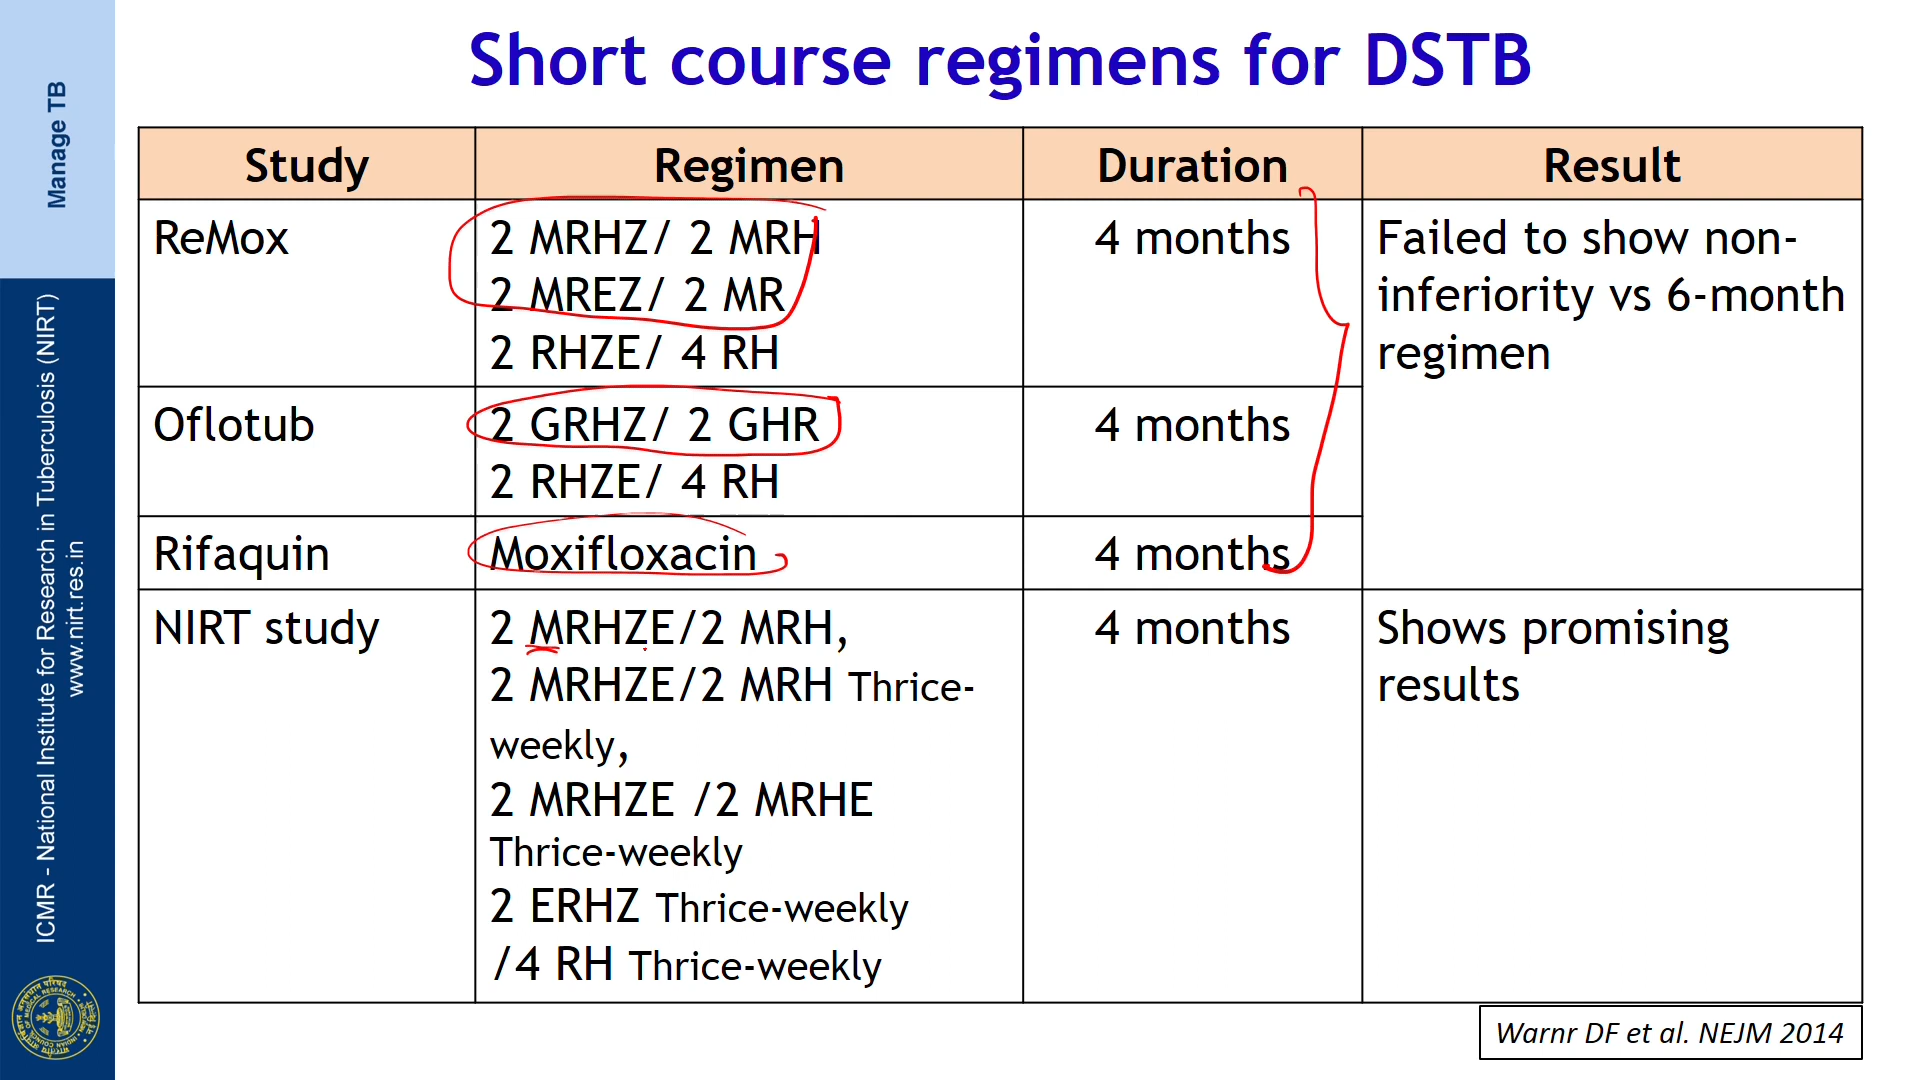 Manage TB
ICMR - National Institute for Research in Tuberculosis (NIRT)
www.nirt.res.in
Short course regimens for DSTB
Study
Regimen
Duration
Result
ReMox
2 MRHZ/ 2 MRH
2 MREZ/ 2 MR
2 RHZE/ 4 RH
4 months
Failed to show non-
inferiority vs 6-month
regimen
Oflotub
2 GRHZ/ 2 GHR
2 RHZE/ 4 RH
4 months
Rifaquin
Moxifloxacin
4 months
NIRT study
2 MRHZE/2 MRH,
2 MRHZE/2 MRH Thrice-
weekly,
2 MRHZE /2 MRHE
Thrice-weekly
2 ERHZ Thrice-weekly
/4 RH Thrice-weekly
4 months
Shows promising
results
Warnr DF et al. NEJM 2014